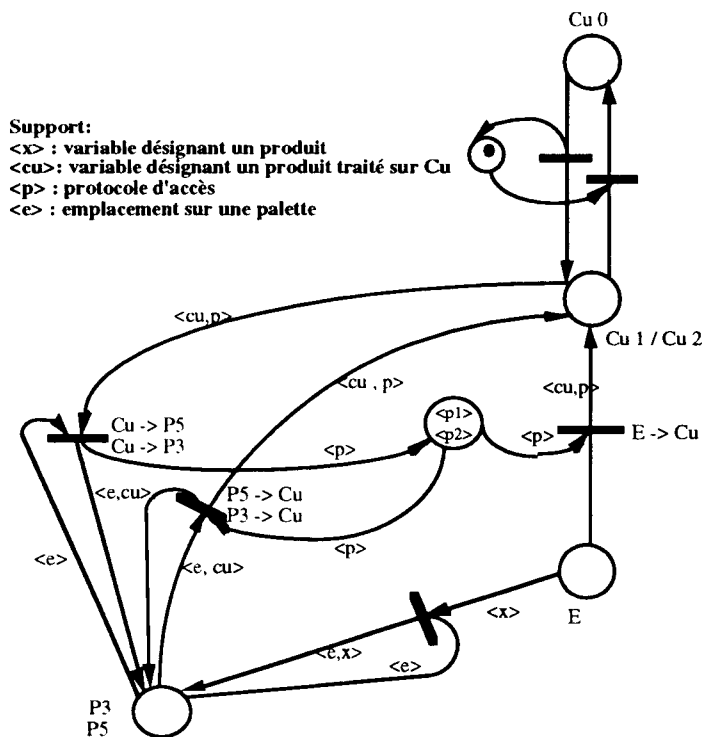 Cu 0
Support:
<x> : variable désignant un produit
<cu>: variable désignant un produit traité sur Cu
<p> : protocole d'accès
<e> : emplacement sur une palette
<cu,p>
Cu 1 / Cu 2
<cu , p>
<cu,p>
<p1>
<p2>
Cu -> P5
Cu -> P3
<p>
<p>
E -> Cu
<e,cu>
P5 -> Cu
P3 -> Cu
<e>
<p>
<e, cu>
<x>
E
<e,x>
<e>
P3
P5